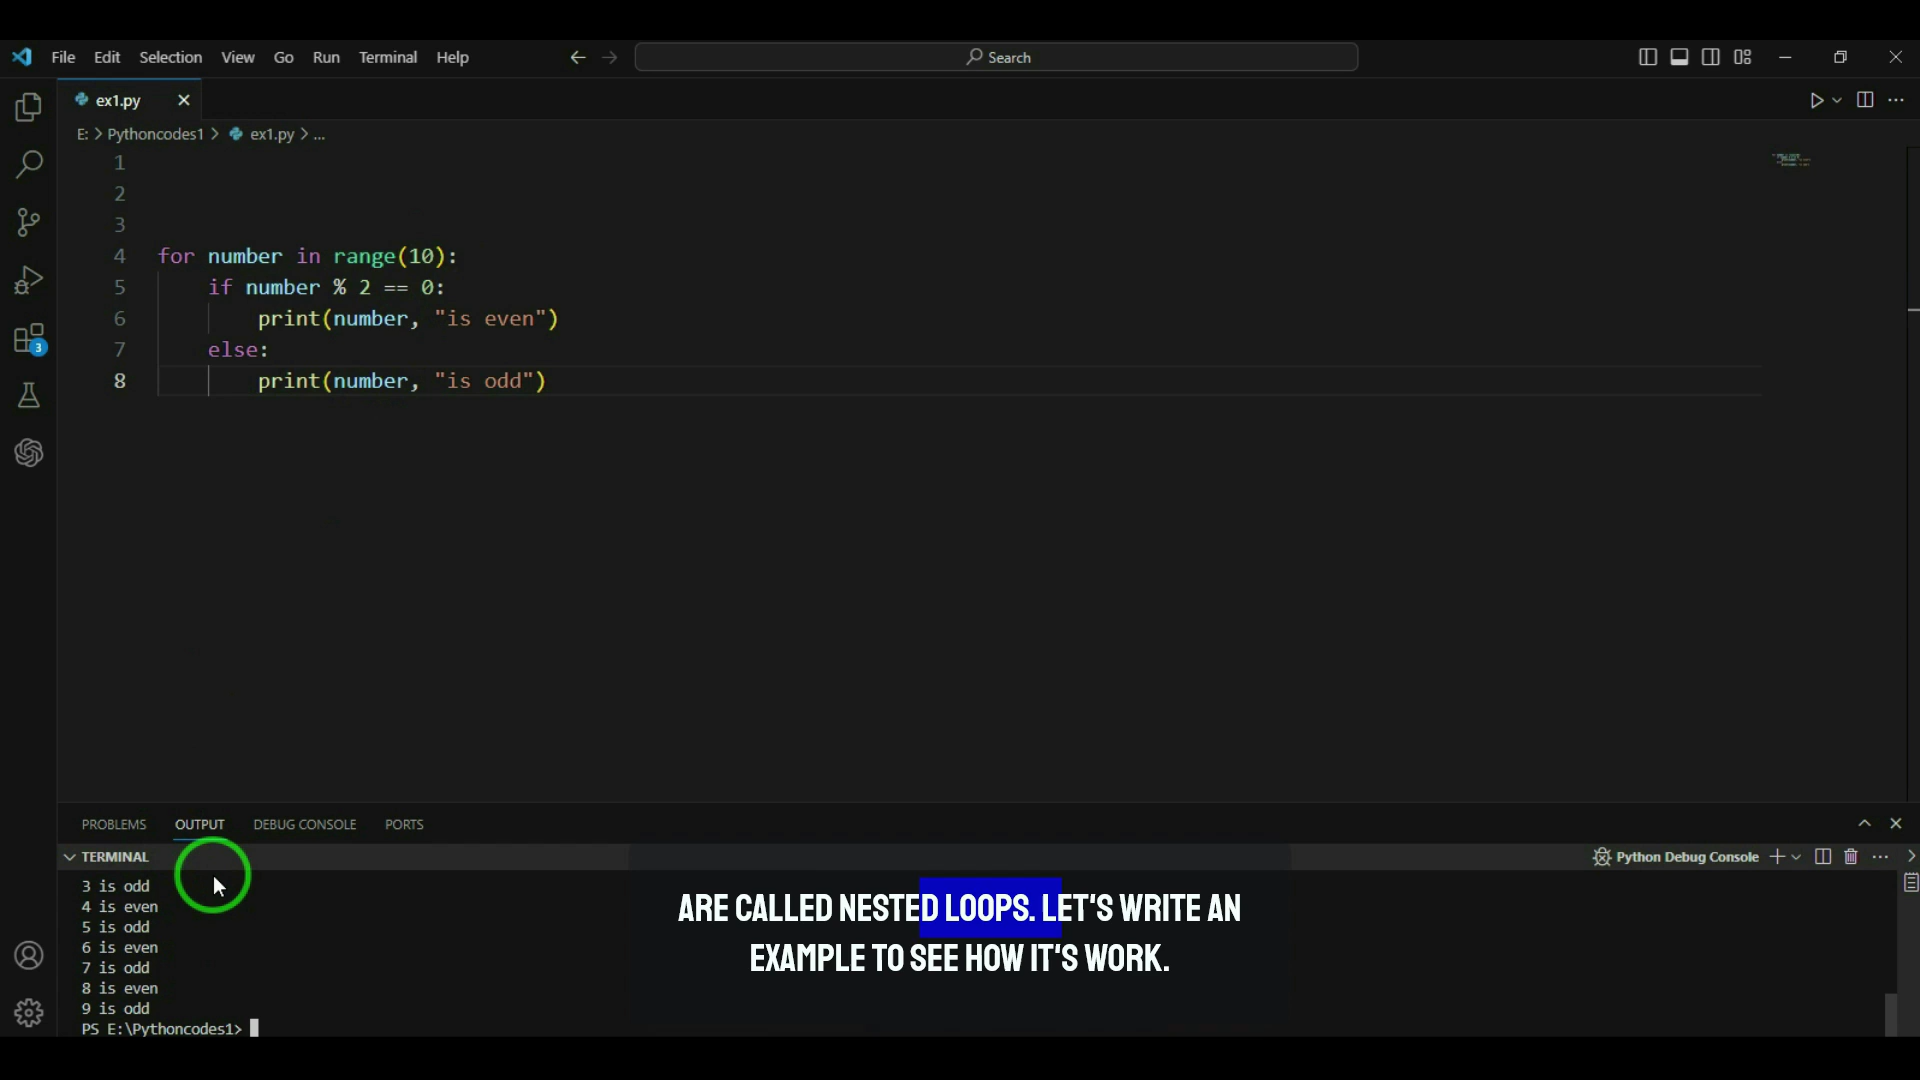 File Edit Selection View Go Run Terminal Help
Search
ex1.py
E: > Pythoncodes1 > ex1.py > ...
1
2
3
4 for number in range(10):
5 if number % 2 == 0:
6 print(number, "is even")
7 else:
8 print(number, "is odd")
3
PROBLEMS OUTPUT DEBUG CONSOLE PORTS
TERMINAL
Python Debug Console
3 is odd
4 is even
5 is odd
6 is even
7 is odd
8 is even
9 is odd
PS E:\Pythoncodes1>
ARE CALLED NESTED LOOPS. LET'S WRITE AN
EXAMPLE TO SEE HOW IT'S WORK.